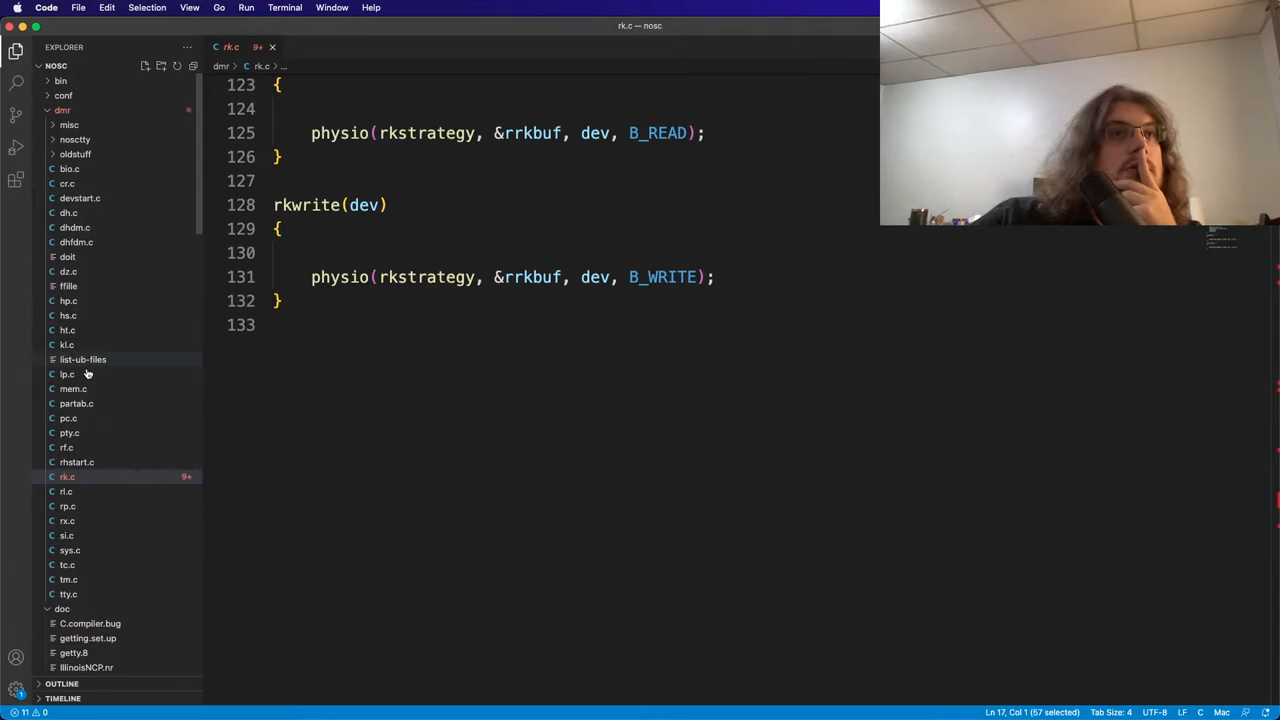 Code File Edit Selection View Go Run Terminal Window Help
rk.c — nosc
EXPLORER
NOSC
bin
conf
dmr
misc
nosctty
oldstuff
C bio.c
C cr.c
C devstart.c
C dh.c
C dhdm.c
C dhfdm.c
doit
C dz.c
ffille
C hp.c
C hs.c
C ht.c
C kl.c
list-ub-files
C lp.c
C mem.c
C partab.c
C pc.c
C pty.c
C rf.c
C rhstart.c
C rk.c 9+
C rl.c
C rp.c
C rx.c
C si.c
C sys.c
C tc.c
C tm.c
C tty.c
doc
C.compiler.bug
getting.set.up
getty.8
IllinoisNCP.nr
OUTLINE
TIMELINE
1
C rk.c 9+
dmr > C rk.c > ...
123 {
124
125 physio(rkstrategy, &rrkbuf, dev, B_READ);
126 }
127
128 rkwrite(dev)
129 {
130
131 physio(rkstrategy, &rrkbuf, dev, B_WRITE);
132 }
133
11 0 Ln 17, Col 1 (57 selected) Tab Size: 4 UTF-8 LF C Mac